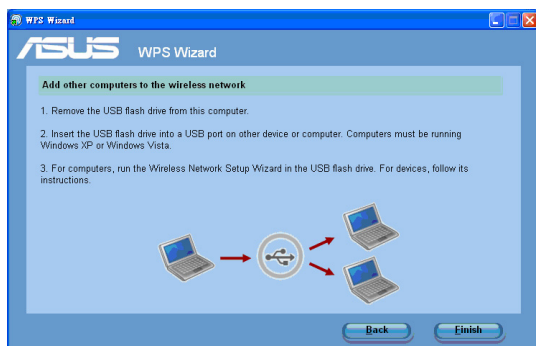 WPS Wizard
ASUS WPS Wizard
Add other computers to the wireless network
1. Remove the USB flash drive from this computer.
2. Insert the USB flash drive into a USB port on other device or computer. Computers must be running
Windows XP or Windows Vista.
3. For computers, run the Wireless Network Setup Wizard in the USB flash drive. For devices, follow its
instructions.
Back Finish